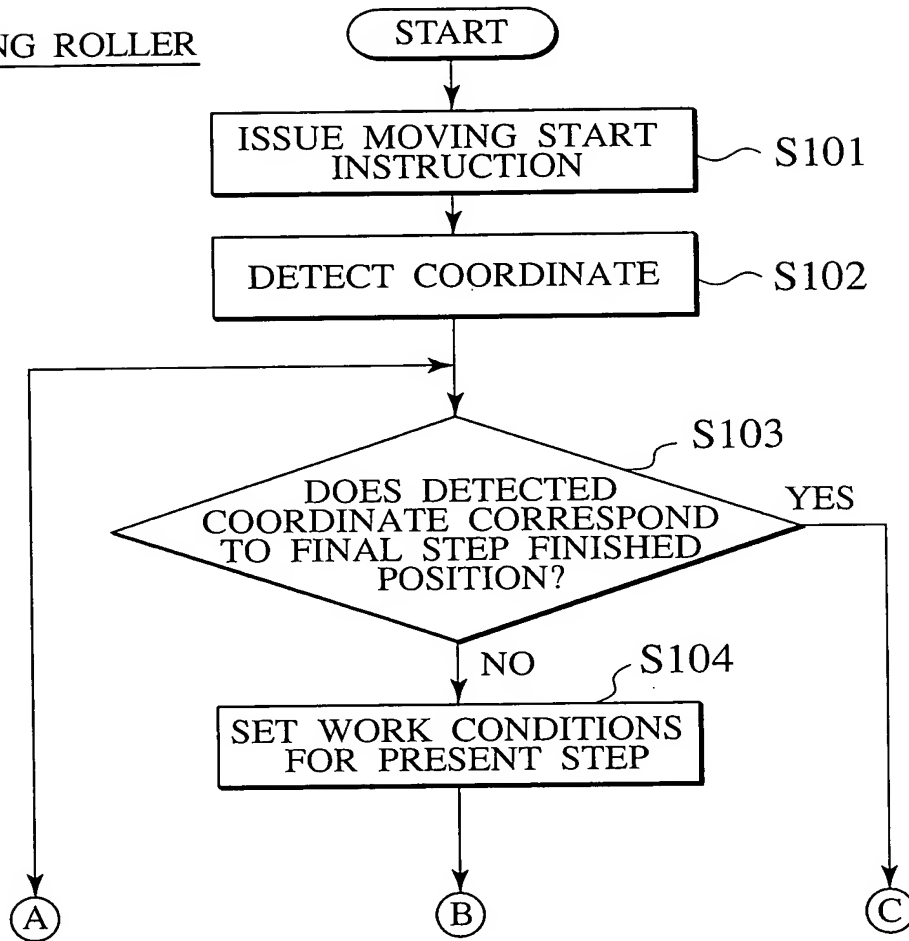 NG ROLLER
START
ISSUE MOVING START
INSTRUCTION
S101
DETECT COORDINATE
S102
S103
DOES DETECTED
COORDINATE CORRESPOND
TO FINAL STEP FINISHED
POSITION?
YES
NO
S104
SET WORK CONDITIONS
FOR PRESENT STEP
A
B
C